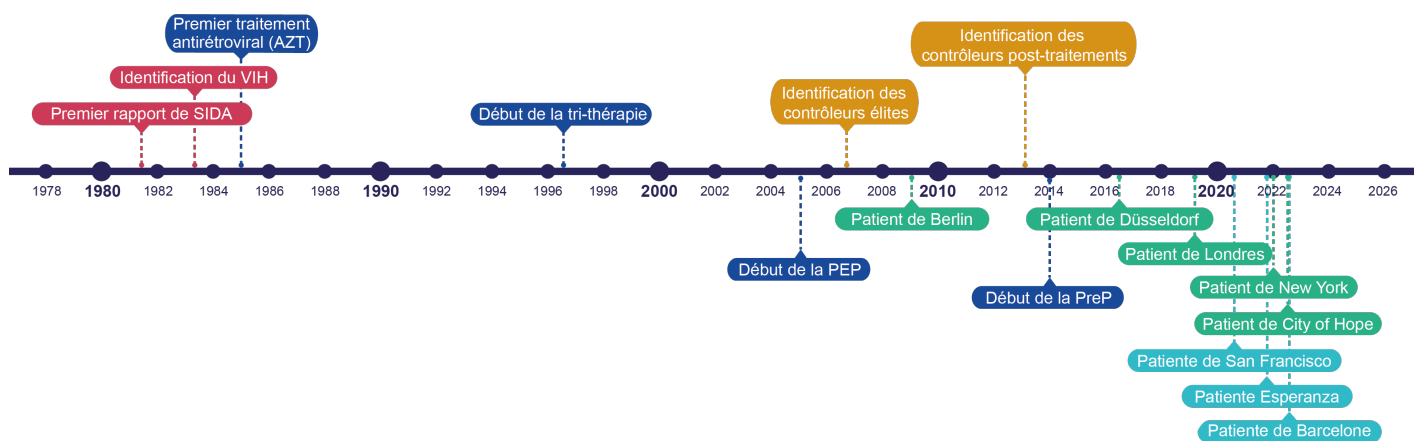 Premier traitement
antirétroviral (AZT)
Identification du VIH
Premier rapport de SIDA
Début de la tri-thérapie
Identification des
contrôleurs élites
Identification des
contrôleurs post-traitements
1978 1980 1982 1984 1986 1988 1990 1992 1994 1996 1998 2000 2002 2004 2006 2008 2010 2012 2014 2016 2018 2020 2022 2024 2026
Patient de Berlin
Patient de Düsseldorf
Patient de Londres
Début de la PEP
Patient de New York
Début de la PreP
Patient de City of Hope
Patiente de San Francisco
Patiente Esperanza
Patiente de Barcelone